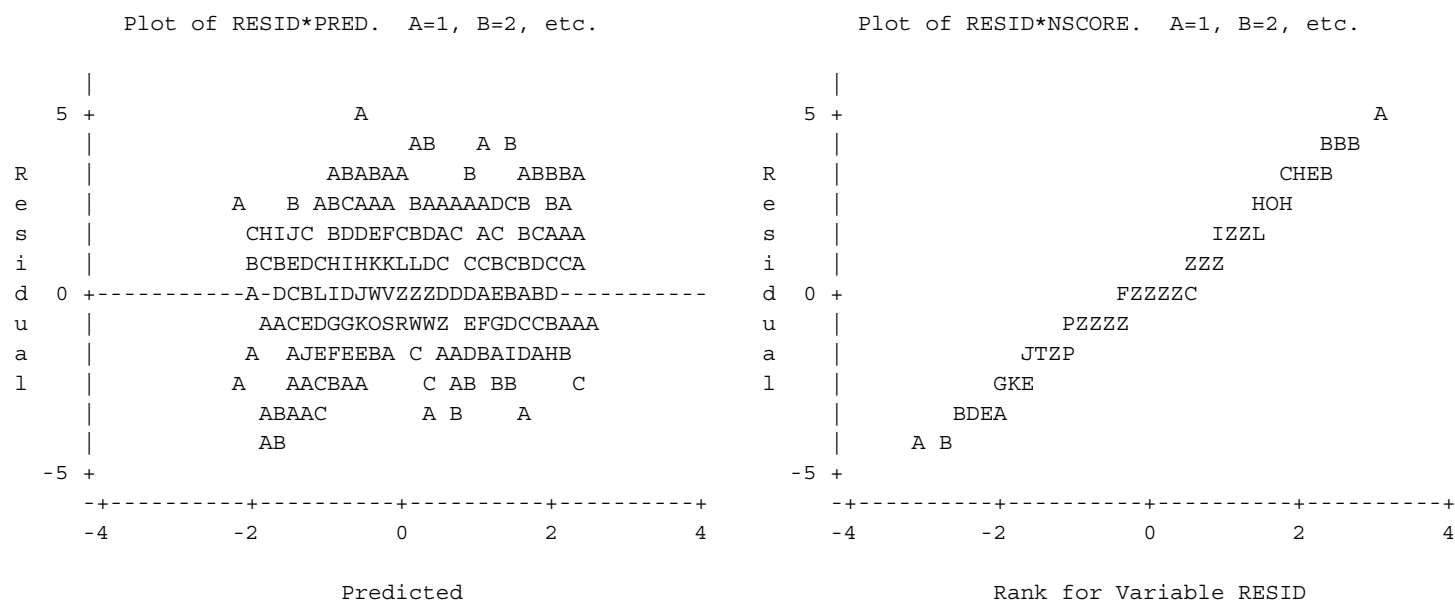 Plot of RESID*PRED.  A=1, B=2, etc.                    Plot of RESID*NSCORE.  A=1, B=2, etc.
      |                                                 |
    5 +                  A                            5 +                                    A
      |                     AB   A B                    |                                BBB
R     |               ABABAA    B   ABBBA         R     |                             CHEB
e     |        A   B ABCAAA BAAAAADCB BA          e     |                           HOH
s     |         CHIJC BDDEFCBDAC AC BCAAA         s     |                        IZZL
i     |         BCBEDCHIHKKLLDC CCBCBDCCA         i     |                      ZZZ
d   0 +-----------A-DCBLIDJWVZZZDDDAEBABD-----------   d   0 +                 FZZZZC
u     |          AACEDGGKOSRWWZ EFGDCCBAAA        u     |             PZZZZ
a     |         A  AJEFEEBA C AADBAIDAHB          a     |          JTZP
l     |        A   AACBAA    C AB BB    C         l     |        GKE
      |          ABAAC       A B    A                   |     BDEA
      |          AB                                     |  A B
   -5 +                                              -5 +
      -+----------+----------+----------+----------+    -+----------+----------+----------+----------+
      -4         -2          0          2          4    -4         -2          0          2          4
Predicted                    Rank for Variable RESID